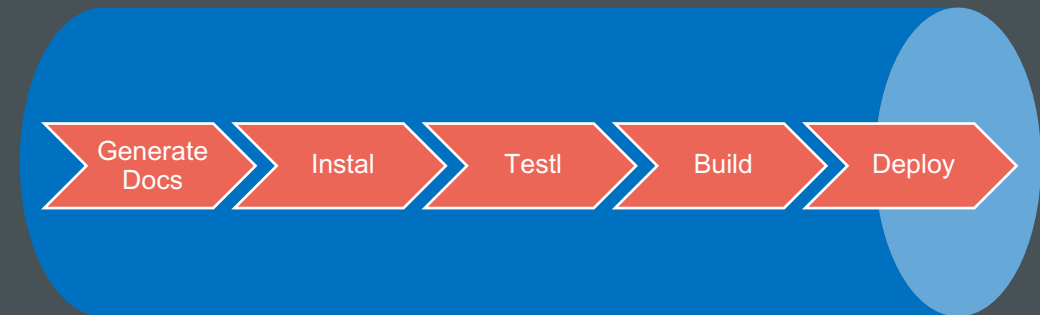 Generate
Docs
Instal
Testl
Build
Deploy